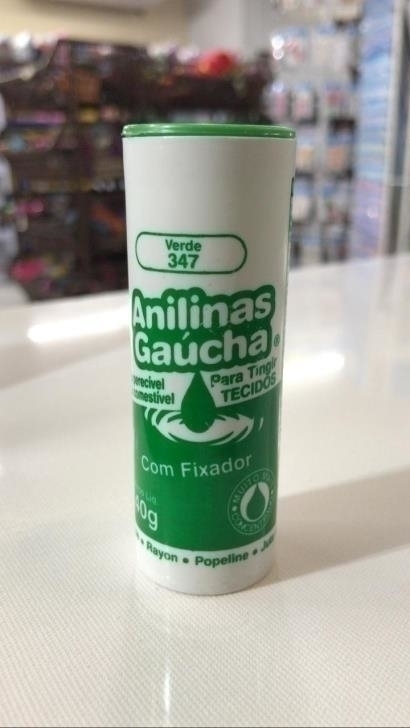 Verde
347
Anilinas
Gaúcha®
Para Tingir
TECIDOS
Com Fixador
40g
• Rayon • Popeline •